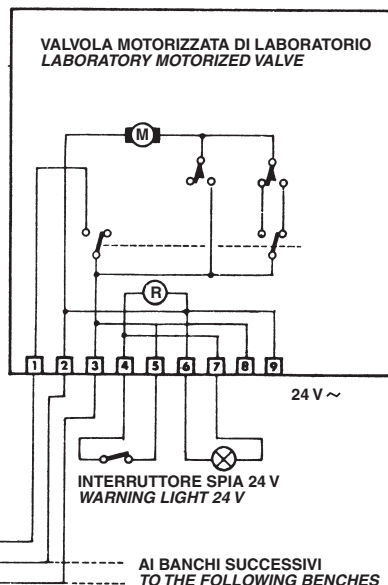 VALVOLA MOTORIZZATA DI LABORATORIO
LABORATORY MOTORIZED VALVE
M
R
1 2 3 4 5 6 7 8 9
24 V ~
INTERRUTTORE SPIA 24 V
WARNING LIGHT 24 V
AI BANCHI SUCCESSIVI
TO THE FOLLOWING BENCHES